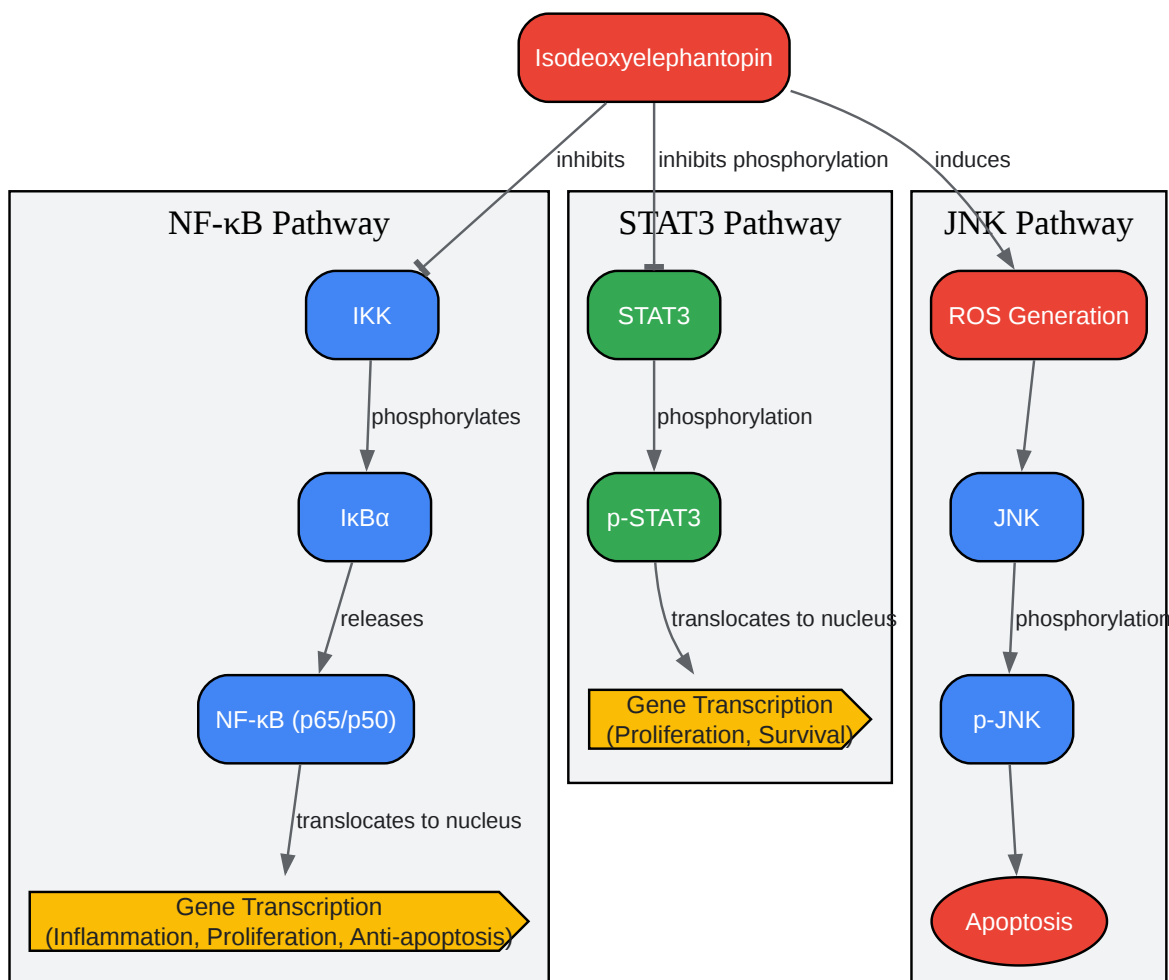 Isodeoxyelephantopin
inhibits
inhibits phosphorylation
induces
NF-κB Pathway
STAT3 Pathway
JNK Pathway
IKK
STAT3
ROS Generation
phosphorylates
phosphorylation
IκBα
p-STAT3
JNK
releases
translocates to nucleus
phosphorylation
NF-κB (p65/p50)
Gene Transcription
(Proliferation, Survival)
p-JNK
translocates to nucleus
Gene Transcription
(Inflammation, Proliferation, Anti-apoptosis)
Apoptosis